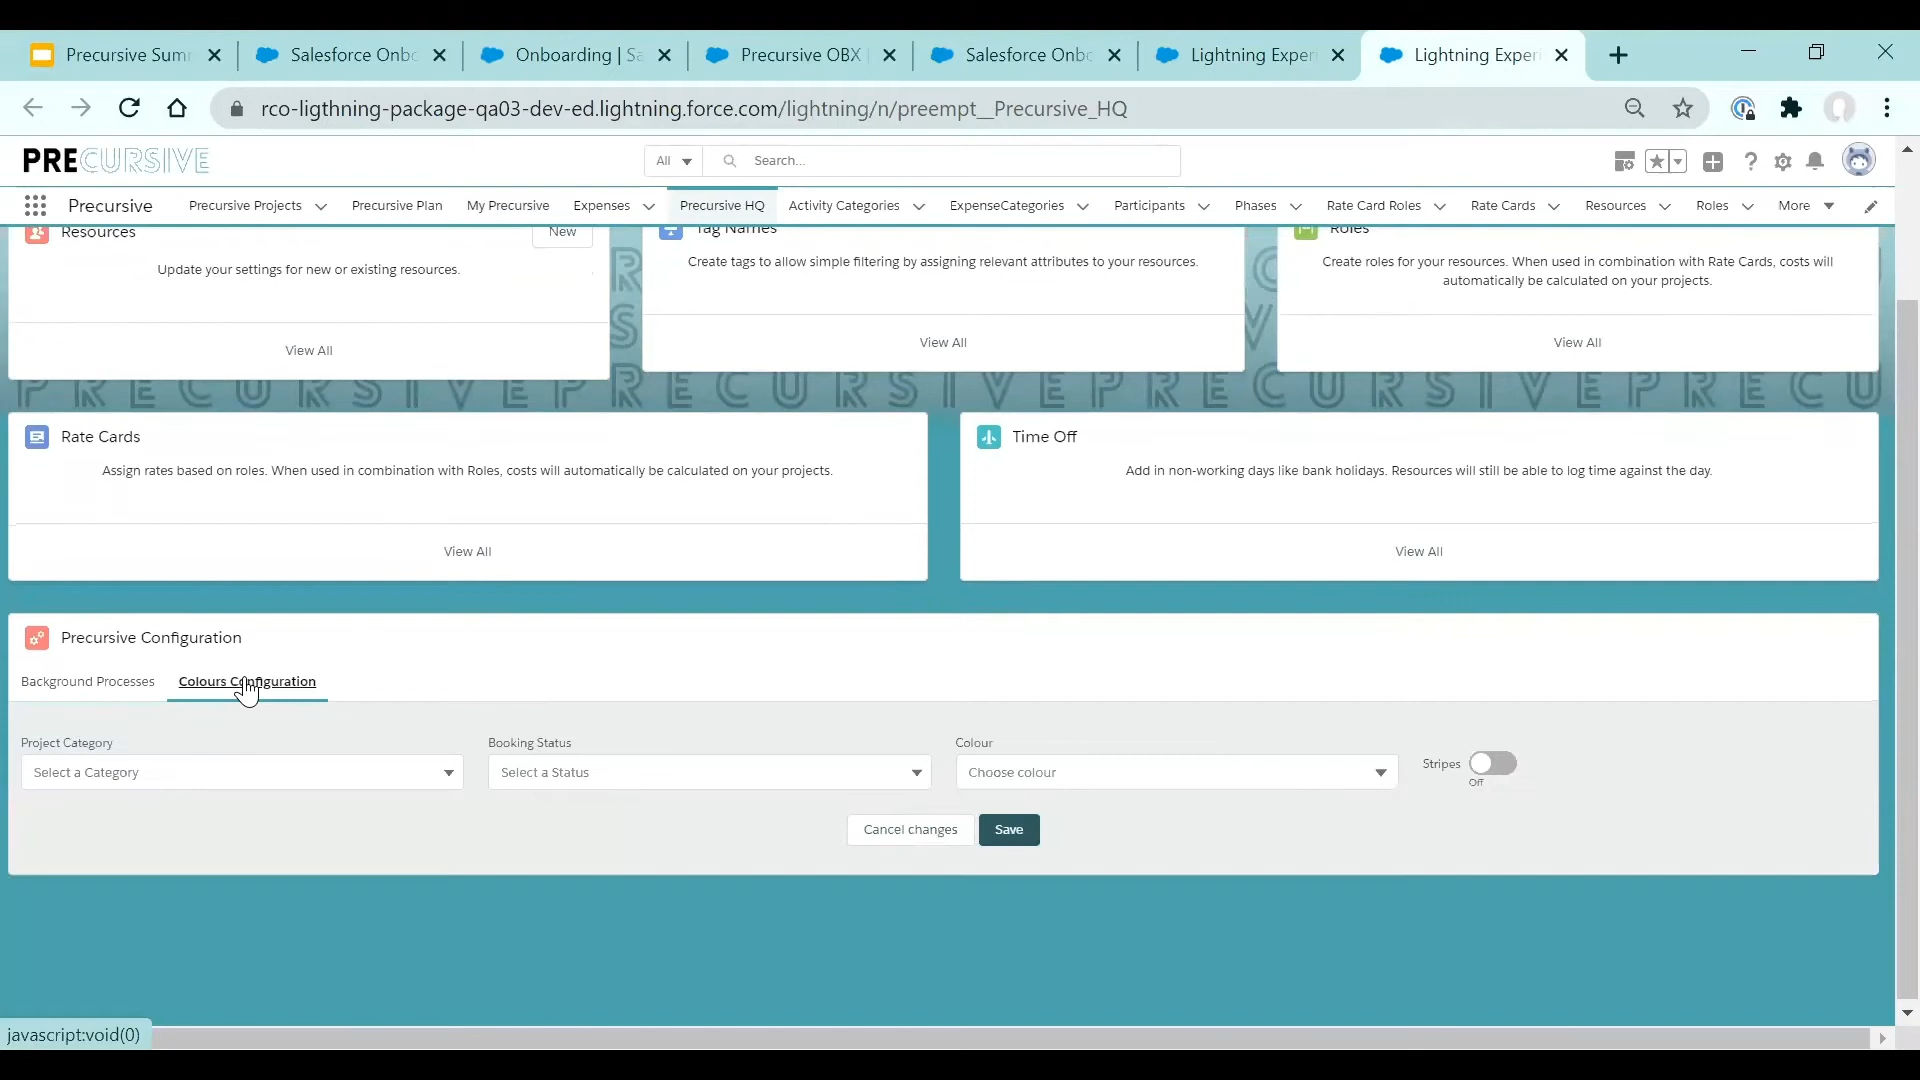 Precursive Sum
Salesforce Onbo
Onboarding | Sa
Precursive OBX |
Salesforce Onbo
Lightning Experi
Lightning Experi
rco-ligthning-package-qa03-dev-ed.lightning.force.com/lightning/n/preempt__Precursive_HQ
PRECURSIVE
All
Search...
Precursive
Precursive Projects
Precursive Plan
My Precursive
Expenses
Precursive HQ
Activity Categories
ExpenseCategories
Participants
Phases
Rate Card Roles
Rate Cards
Resources
Roles
More
Resources
New
Tag Names
Roles
Update your settings for new or existing resources.
Create tags to allow simple filtering by assigning relevant attributes to your resources.
Create roles for your resources. When used in combination with Rate Cards, costs will
automatically be calculated on your projects.
View All
View All
View All
PRECURSIVEPRECURSIVEPRECU
Rate Cards
Assign rates based on roles. When used in combination with Roles, costs will automatically be calculated on your projects.
View All
Time Off
Add in non-working days like bank holidays. Resources will still be able to log time against the day.
View All
Precursive Configuration
Background Processes
Colours Configuration
Project Category
Select a Category
Booking Status
Select a Status
Colour
Choose colour
Stripes
Off
Cancel changes
Save
javascript:void(0)